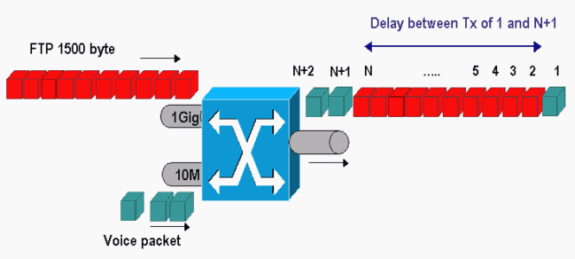 Delay between Tx of 1 and N+1
FTP 1500 byte
N+2 N+1 N ..... 5 4 3 2 1
1Gig
10M
Voice packet